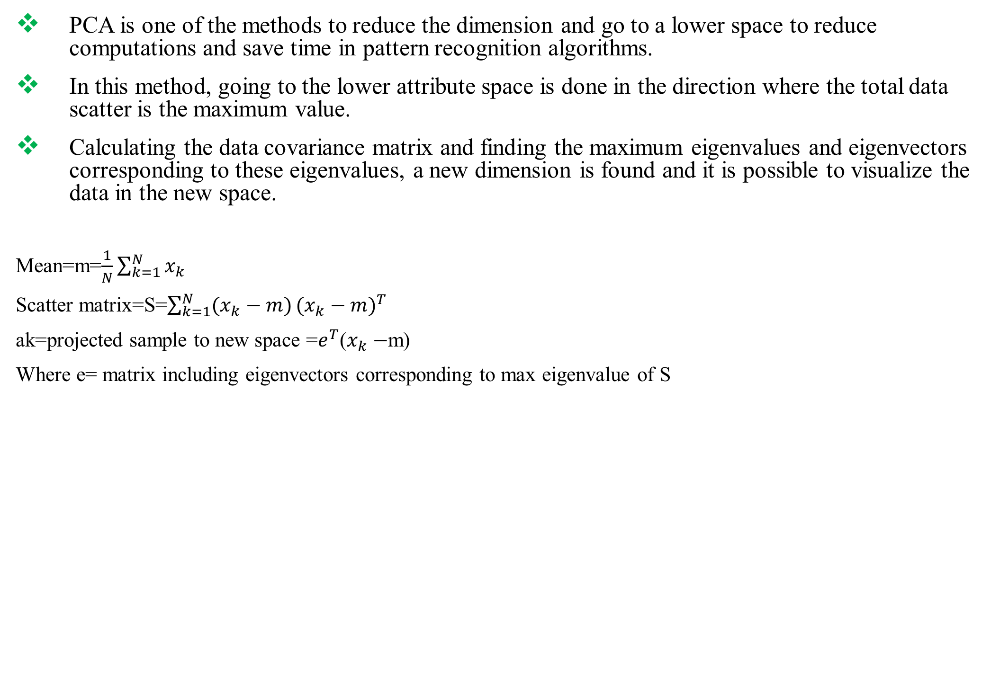 ❖ PCA is one of the methods to reduce the dimension and go to a lower space to reduce
computations and save time in pattern recognition algorithms.
❖ In this method, going to the lower attribute space is done in the direction where the total data
scatter is the maximum value.
❖ Calculating the data covariance matrix and finding the maximum eigenvalues and eigenvectors
corresponding to these eigenvalues, a new dimension is found and it is possible to visualize the
data in the new space.
Mean=m=$\frac{1}{N}\sum_{k=1}^{N} x_k$
Scatter matrix=S=$\sum_{k=1}^{N}(x_k - m)(x_k - m)^T$
ak=projected sample to new space =$e^T(x_k -$m)
Where e= matrix including eigenvectors corresponding to max eigenvalue of S